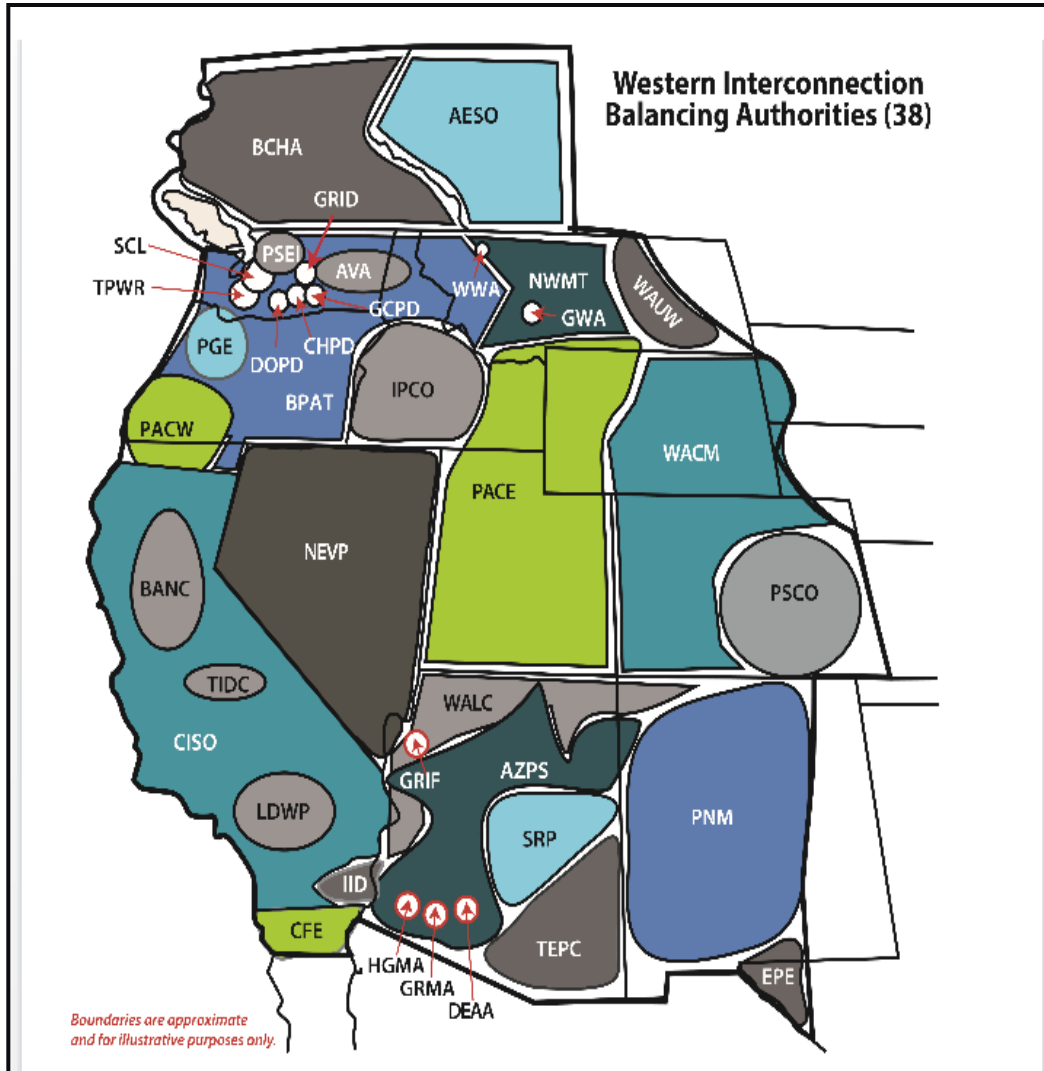 Western Interconnection
Balancing Authorities (38)
AESO
BCHA
GRID
SCL
PSEI
AVA
TPWR
WWA
NWMT
WAUW
GCPD
GWA
PGE
CHPD
DOPD
IPCO
BPAT
PACW
WACM
PACE
NEVP
BANC
PSCO
TIDC
WALC
CISO
GRIF
AZPS
LDWP
PNM
SRP
IID
CFE
HGMA
TEPC
GRMA
EPE
DEAA
Boundaries are approximate
and for illustrative purposes only.